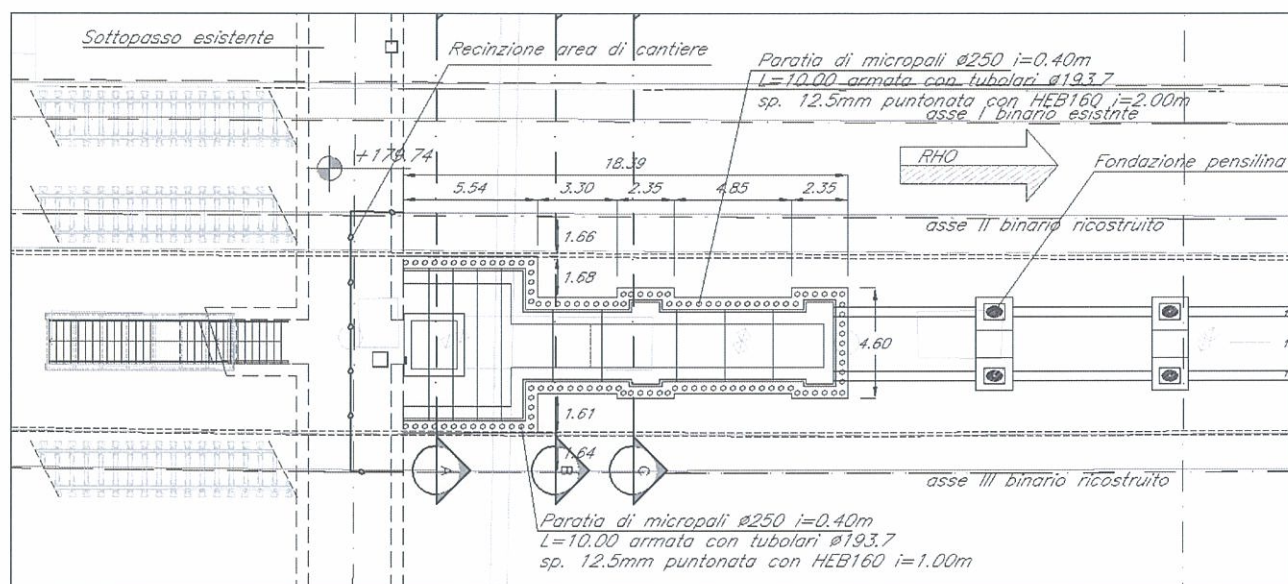 Sottopasso esistente
Recinzione area di cantiere
Paratia di micropali ø250 i=0.40m
L=10.00 armata con tubolari ø193.7
sp. 12.5mm puntonata con HEB160 i=2.00m
asse I binario esistnte
+179.74
RHO
Fondazione pensilina
18.39
5.54
3.30
2.35
4.85
2.35
asse II binario ricostruito
1.66
1.68
4.60
1.61
1.64
A
B
C
asse III binario ricostruito
Paratia di micropali ø250 i=0.40m
L=10.00 armata con tubolari ø193.7
sp. 12.5mm puntonata con HEB160 i=1.00m